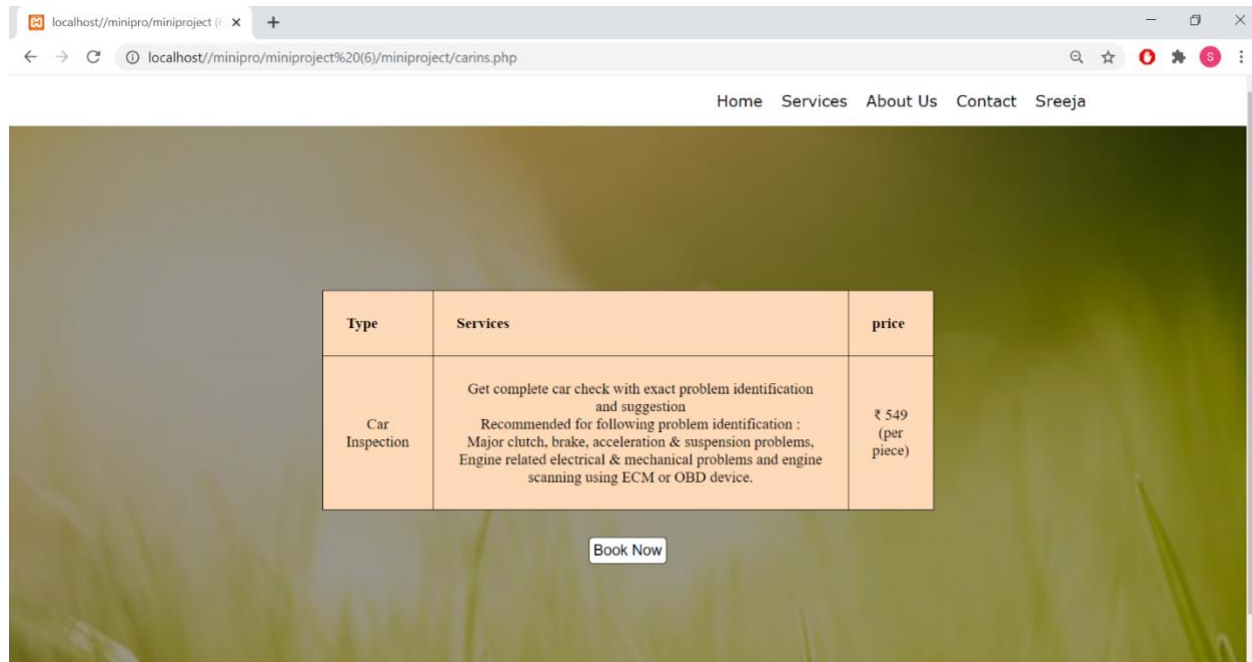 localhost//minipro/miniproject (
localhost//minipro/miniproject%20(6)/miniproject/carins.php
S
Home Services About Us Contact Sreeja
Type Services price
Car
Inspection
Get complete car check with exact problem identification
and suggestion
Recommended for following problem identification :
Major clutch, brake, acceleration & suspension problems,
Engine related electrical & mechanical problems and engine
scanning using ECM or OBD device.
₹ 549
(per
piece)
Book Now